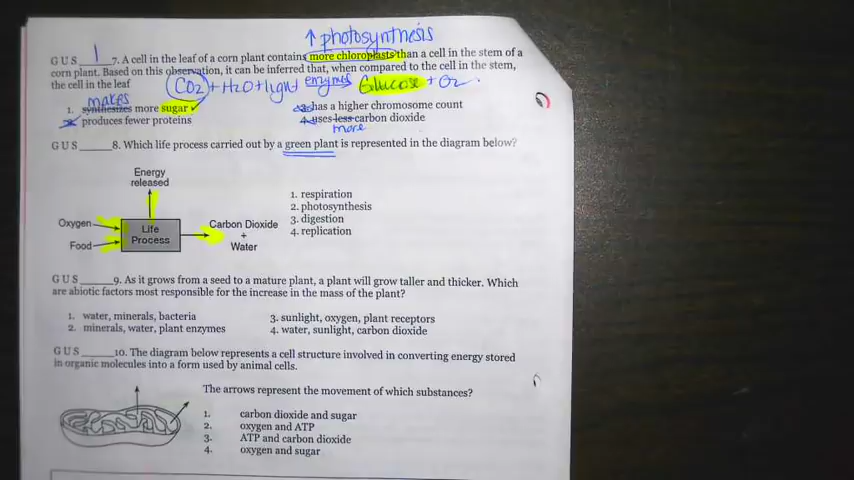 ↑ photosynthesis
G U S 1 7. A cell in the leaf of a corn plant contains more chloroplasts than a cell in the stem of a
corn plant. Based on this observation, it can be inferred that, when compared to the cell in the stem,
the cell in the leaf
CO2 + H2O + light enzymes Glucose + O2
makes
1. synthesizes more sugar ✓
2. produces fewer proteins
3. has a higher chromosome count
4. uses less carbon dioxide
more
G U S ______8. Which life process carried out by a green plant is represented in the diagram below?
Energy
released
Oxygen
Food
Life
Process
Carbon Dioxide
+
Water
1. respiration
2. photosynthesis
3. digestion
4. replication
G U S ______9. As it grows from a seed to a mature plant, a plant will grow taller and thicker. Which
are abiotic factors most responsible for the increase in the mass of the plant?
1. water, minerals, bacteria
2. minerals, water, plant enzymes
3. sunlight, oxygen, plant receptors
4. water, sunlight, carbon dioxide
G U S ______10. The diagram below represents a cell structure involved in converting energy stored
in organic molecules into a form used by animal cells.
The arrows represent the movement of which substances?
1. carbon dioxide and sugar
2. oxygen and ATP
3. ATP and carbon dioxide
4. oxygen and sugar